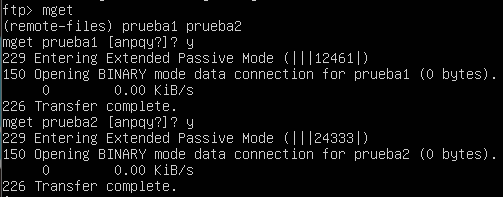 ftp> mget
(remote-files) prueba1 prueba2
mget prueba1 [anpqy?]? y
229 Entering Extended Passive Mode (|||12461|)
150 Opening BINARY mode data connection for prueba1 (0 bytes).
0 0.00 KiB/s
226 Transfer complete.
mget prueba2 [anpqy?]? y
229 Entering Extended Passive Mode (|||24333|)
150 Opening BINARY mode data connection for prueba2 (0 bytes).
0 0.00 KiB/s
226 Transfer complete.